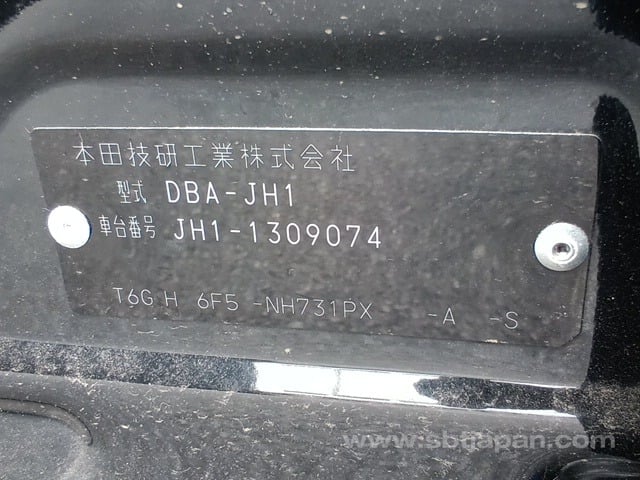 本田技研工業株式会社
型式 DBA-JH1
車台番号 JH1-1309074
T6G H 6F5 -NH731PX -A -S
www.sbtjapan.com